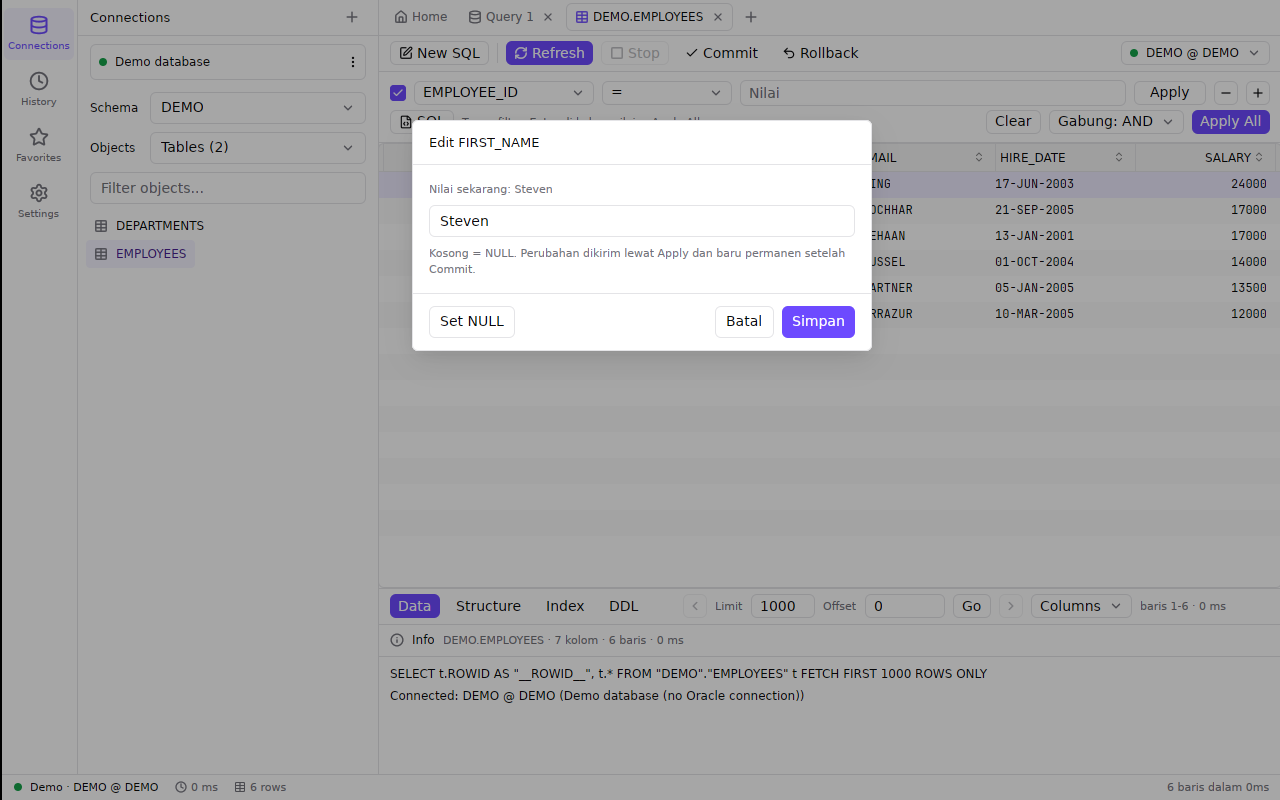 Connections
History
Favorites
Settings
Connections
Demo database
Schema
DEMO
Objects
Tables (2)
Filter objects...
DEPARTMENTS
EMPLOYEES
Home
Query 1
DEMO.EMPLOYEES
New SQL
Refresh
Stop
Commit
Rollback
DEMO @ DEMO
EMPLOYEE_ID
=
Nilai
Apply
Clear
Gabung: AND
Apply All
HIRE_DATE
SALARY
17-JUN-2003
24000
21-SEP-2005
17000
13-JAN-2001
17000
01-OCT-2004
14000
05-JAN-2005
13500
10-MAR-2005
12000
Edit FIRST_NAME
Nilai sekarang: Steven
Steven
Kosong = NULL. Perubahan dikirim lewat Apply dan baru permanen setelah
Commit.
Set NULL
Batal
Simpan
Data
Structure
Index
DDL
Limit
1000
Offset
0
Go
Columns
baris 1-6 · 0 ms
Info
DEMO.EMPLOYEES · 7 kolom · 6 baris · 0 ms
SELECT t.ROWID AS "__ROWID__", t.* FROM "DEMO"."EMPLOYEES" t FETCH FIRST 1000 ROWS ONLY
Connected: DEMO @ DEMO (Demo database (no Oracle connection))
Demo · DEMO @ DEMO
0 ms
6 rows
6 baris dalam 0ms